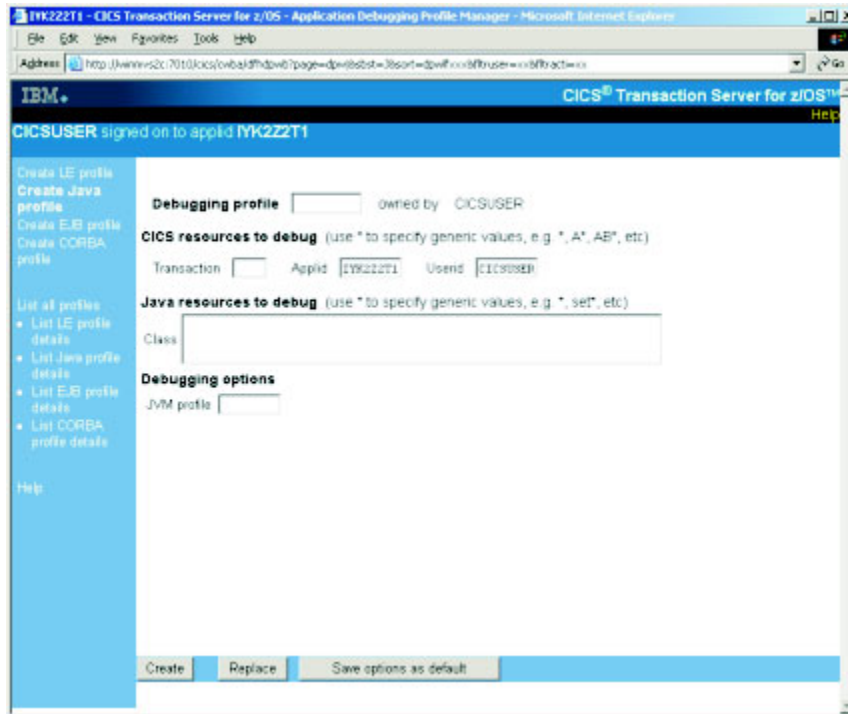 IYK2Z2T1 - CICS Transaction Server for z/OS - Application Debugging Profile Manager - Microsoft Internet Explorer
File Edit View Favorites Tools Help
Address Go
IBM. CICS® Transaction Server for z/OS™
Help
CICSUSER signed on to applid IYK2Z2T1
Create LE profile
Create Java
profile
Create EJB profile
Create CORBA
profile
List all profiles
• List LE profile
details
• List Java profile
details
• List EJB profile
details
• List CORBA
profile details
Help
Debugging profile owned by CICSUSER
CICS resources to debug (use * to specify generic values, e.g. *, A*, AB*, etc)
Transaction Applid IYK2Z2T1 Userid CICSUSER
Java resources to debug (use * to specify generic values, e.g. *, set*, etc)
Class
Debugging options
JVM profile
Create Replace Save options as default